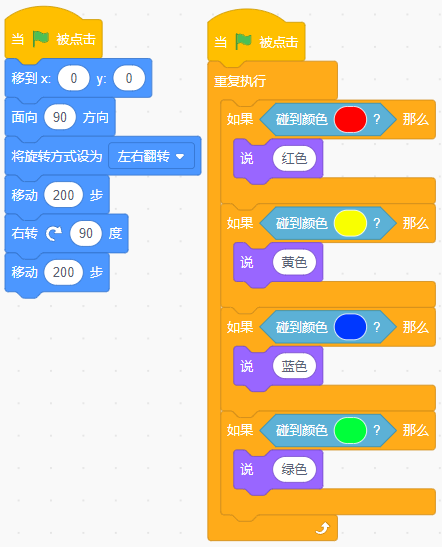 当 被点击
移到 x: 0 y: 0
面向 90 方向
将旋转方式设为 左右翻转
移动 200 步
右转 90 度
移动 200 步
当 被点击
重复执行
如果 碰到颜色 ? 那么
说 红色
如果 碰到颜色 ? 那么
说 黄色
如果 碰到颜色 ? 那么
说 蓝色
如果 碰到颜色 ? 那么
说 绿色